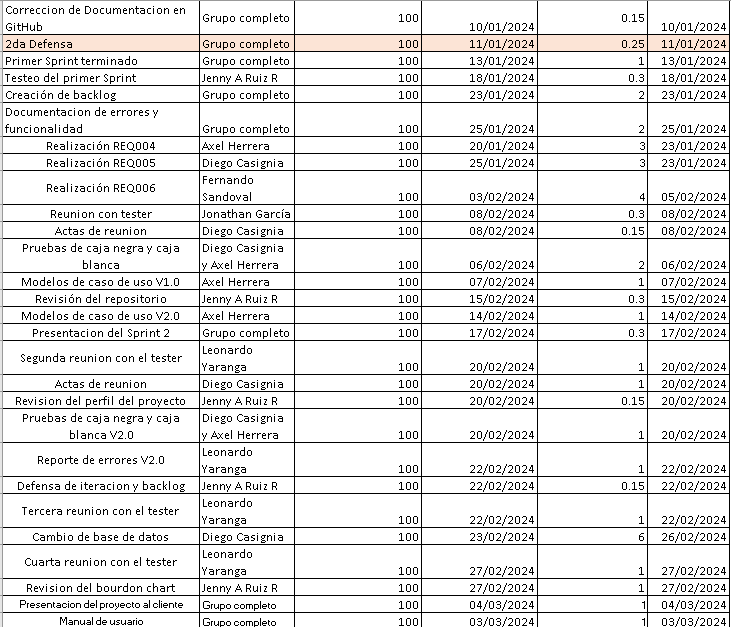 Correccion de Documentacion en GitHub Grupo completo 100 10/01/2024 0.15 10/01/2024
2da Defensa Grupo completo 100 11/01/2024 0.25 11/01/2024
Primer Sprint terminado Grupo completo 100 13/01/2024 1 13/01/2024
Testeo del primer Sprint Jenny A Ruiz R 100 18/01/2024 0.3 18/01/2024
Creación de backlog Grupo completo 100 23/01/2024 2 23/01/2024
Documentacion de errores y funcionalidad Grupo completo 100 25/01/2024 2 25/01/2024
Realización REQ004 Axel Herrera 100 20/01/2024 3 23/01/2024
Realización REQ005 Diego Casignia 100 25/01/2024 3 23/01/2024
Realización REQ006 Fernando Sandoval 100 03/02/2024 4 05/02/2024
Reunion con tester Jonathan García 100 08/02/2024 0.3 08/02/2024
Actas de reunion Diego Casignia 100 08/02/2024 0.15 08/02/2024
Pruebas de caja negra y caja blanca Diego Casignia y Axel Herrera 100 06/02/2024 2 06/02/2024
Modelos de caso de uso V1.0 Axel Herrera 100 07/02/2024 1 07/02/2024
Revisión del repositorio Jenny A Ruiz R 100 15/02/2024 0.3 15/02/2024
Modelos de caso de uso V2.0 Axel Herrera 100 14/02/2024 1 14/02/2024
Presentacion del Sprint 2 Grupo completo 100 17/02/2024 0.3 17/02/2024
Segunda reunion con el tester Leonardo Yaranga 100 20/02/2024 1 20/02/2024
Actas de reunion Diego Casignia 100 20/02/2024 1 20/02/2024
Revision del perfil del proyecto Jenny A Ruiz R 100 20/02/2024 0.15 20/02/2024
Pruebas de caja negra y caja blanca V2.0 Diego Casignia y Axel Herrera 100 20/02/2024 1 20/02/2024
Reporte de errores V2.0 Leonardo Yaranga 100 22/02/2024 1 22/02/2024
Defensa de iteracion y backlog Jenny A Ruiz R 100 22/02/2024 0.15 22/02/2024
Tercera reunion con el tester Leonardo Yaranga 100 22/02/2024 1 22/02/2024
Cambio de base de datos Diego Casignia 100 23/02/2024 6 26/02/2024
Cuarta reunion con el tester Leonardo Yaranga 100 27/02/2024 1 27/02/2024
Revision del bourdon chart Jenny A Ruiz R 100 27/02/2024 1 27/02/2024
Presentacion del proyecto al cliente Grupo completo 100 04/03/2024 1 04/03/2024
Manual de usuario Grupo completo 100 03/03/2024 1 03/03/2024